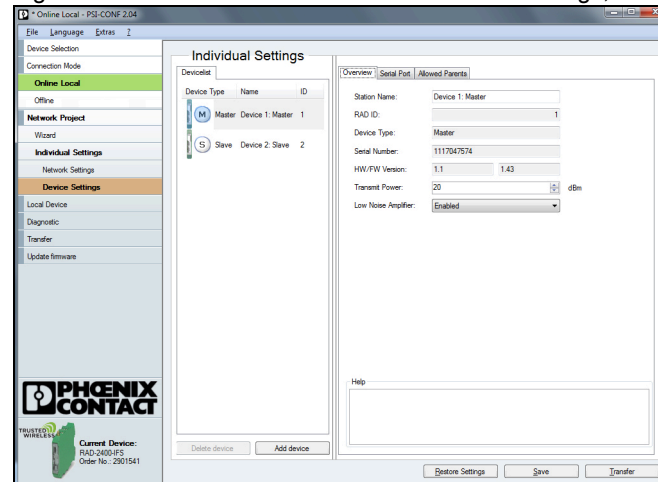 * Online Local - PSI-CONF 2.04
File Language Extras ?
Device Selection
Connection Mode
Online Local
Offline
Network Project
Wizard
Individual Settings
Network Settings
Device Settings
Local Device
Diagnostic
Transfer
Update firmware
PHŒNIX
CONTACT
TRUSTED
WIRELESS
Current Device:
RAD-2400-IFS
Order No.: 2901541
Individual Settings
Devicelist
Device Type Name ID
M Master Device 1: Master 1
S Slave Device 2: Slave 2
Delete device Add device
Overview Serial Port Allowed Parents
Station Name: Device 1: Master
RAD ID: 1
Device Type: Master
Serial Number: 1117047574
HW/FW Version: 1.1 1.43
Transmit Power: 20 dBm
Low Noise Amplifier: Enabled
Help
Restore Settings Save Transfer